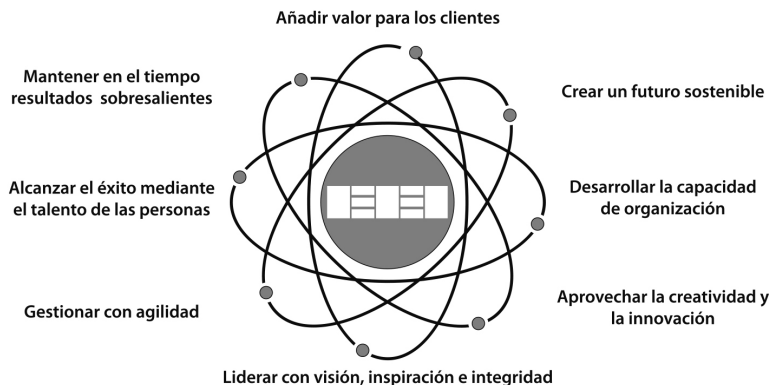 Añadir valor para los clientes
Mantener en el tiempo
resultados sobresalientes
Crear un futuro sostenible
Alcanzar el éxito mediante
el talento de las personas
Desarrollar la capacidad
de organización
Gestionar con agilidad
Aprovechar la creatividad y
la innovación
Liderar con visión, inspiración e integridad